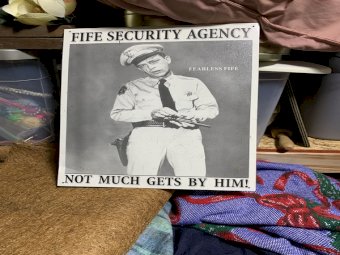 FIFE SECURITY AGENCY
FEARLESS FIFE
NOT MUCH GETS BY HIM!